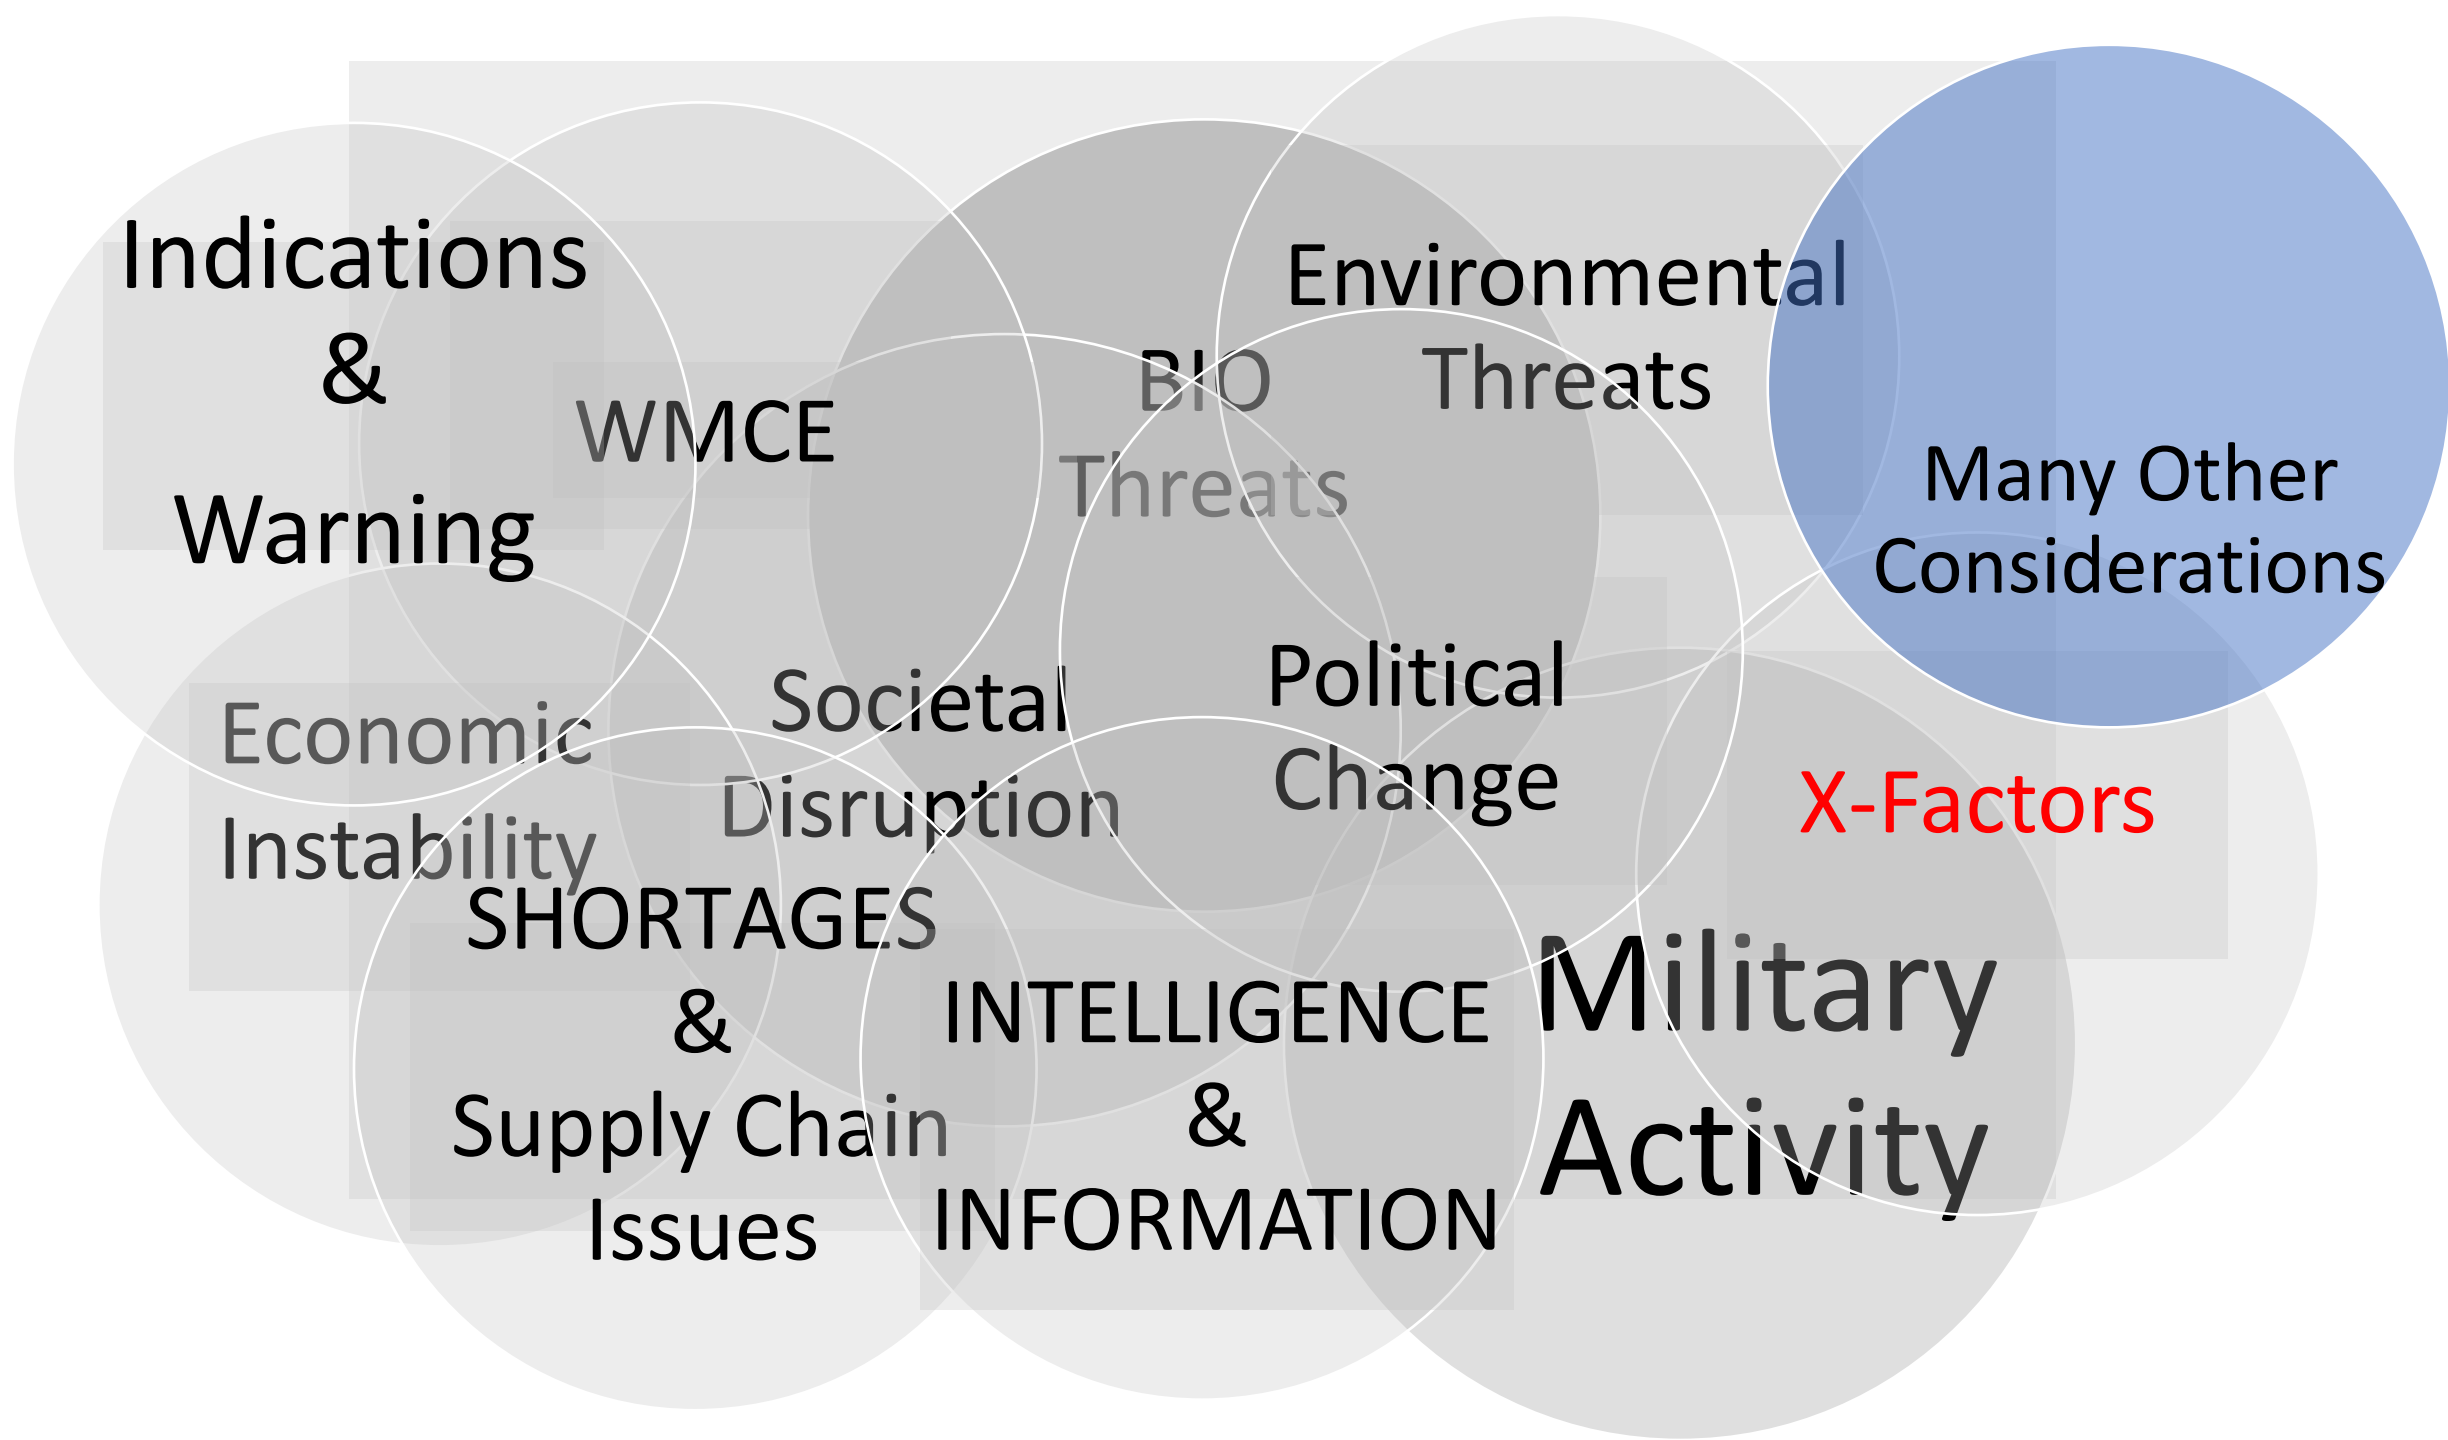 Indications
&
Warning
WMCE
BIO
Threats
Environmental
Threats
Many Other
Considerations
Economic
Instability
Societal
Disruption
Political
Change
X-Factors
SHORTAGES
&
Supply Chain
Issues
INTELLIGENCE
&
INFORMATION
Military
Activity